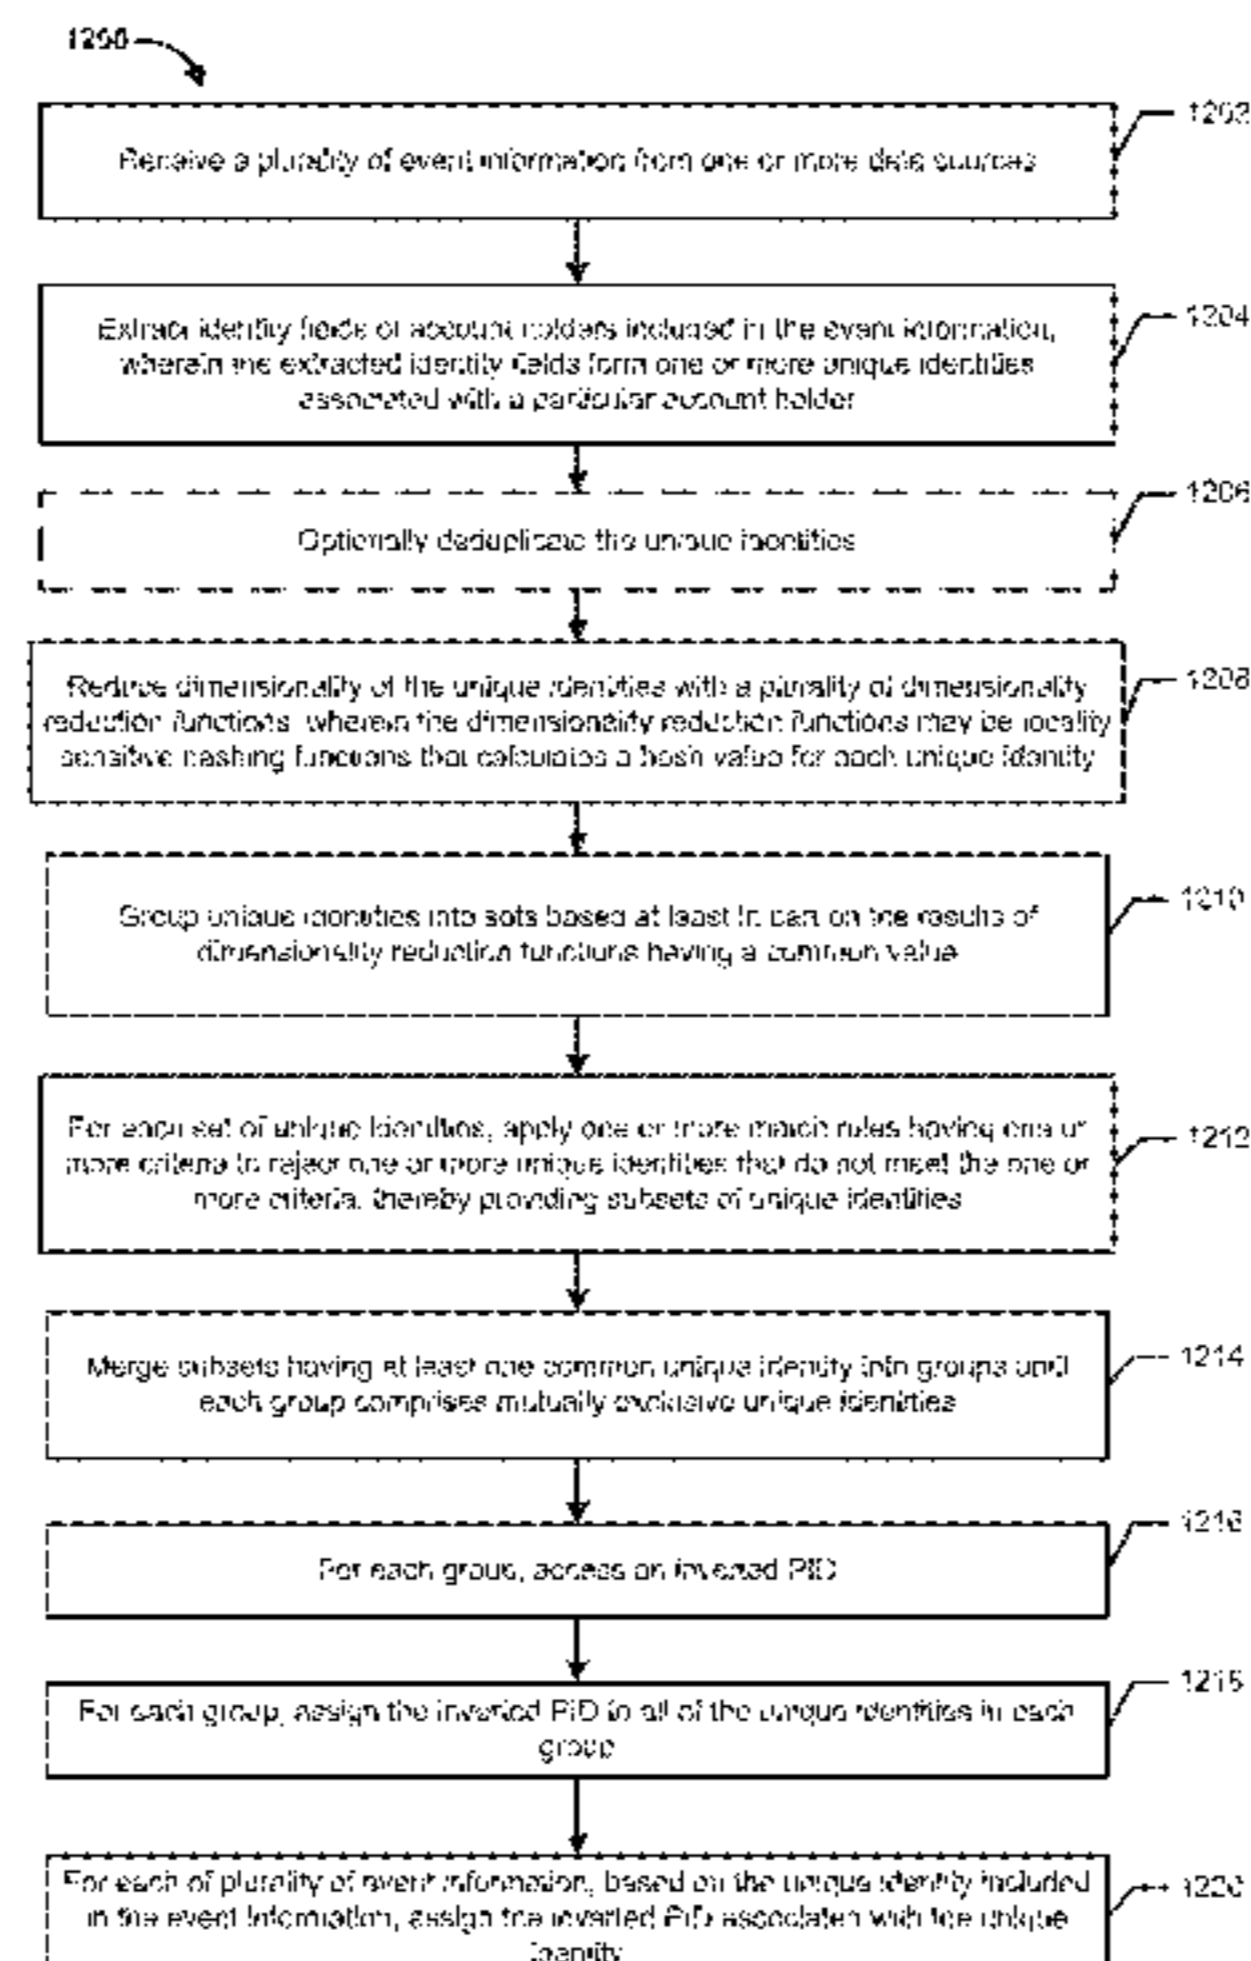 1200
Receive a plurality of event information from one or more data sources
1202
Extract identity fields of account holders included in the event information,
wherein the extracted identity fields form one or more unique identities
associated with a particular account holder
1204
Optionally deduplicate the unique identities
1206
Reduce dimensionality of the unique identities with a plurality of dimensionality
reduction functions, wherein the dimensionality reduction functions may be locality
sensitive hashing functions that calculates a hash value for each unique identity
1208
Group unique identities into sets based at least in part on the results of
dimensionality reduction functions having a common value
1210
For each set of unique identities, apply one or more match rules having one or
more criteria to reject one or more unique identities that do not meet the one or
more criteria, thereby providing subsets of unique identities
1212
Merge subsets having at least one common unique identity into groups until
each group comprises mutually exclusive unique identities
1214
For each group, access an inverted PID
1216
For each group, assign the inverted PID to all of the unique identities in each
group
1218
For each of plurality of event information, based on the unique identity included
in the event information, assign the inverted PID associated with the unique
identity
1220